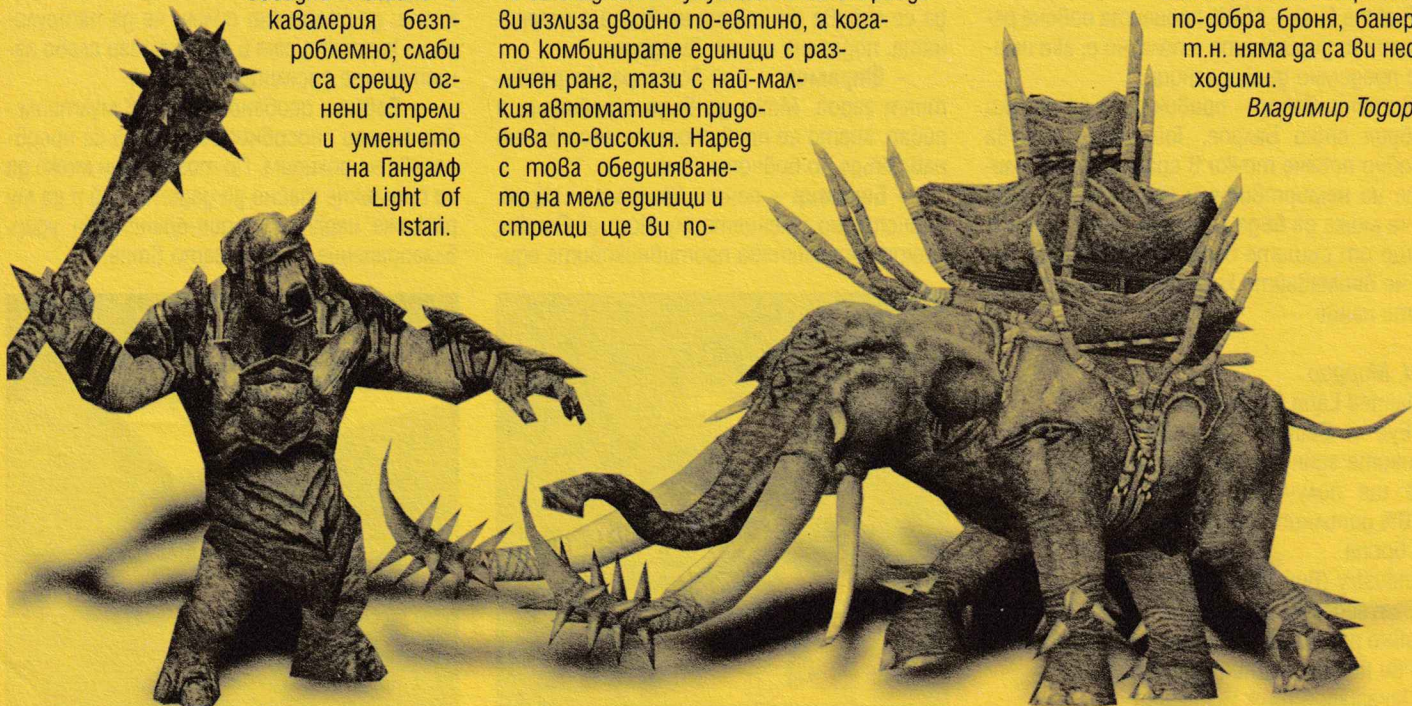 кавалерия безп-
роблемно; слаби
са срещу ог-
нени стрели
и умението
на Гандалф
Light of
Istari.
ви излиза двойно по-евтино, а кога-
то комбинирате единици с раз-
личен ранг, тази с най-мал-
кия автоматично придо-
бива по-високия. Наред
с това обединяване-
то на меле единици и
стрелци ще ви по-
по-добра броня, банер
т.н. няма да са ви нео
ходими.
Владимир Тодор